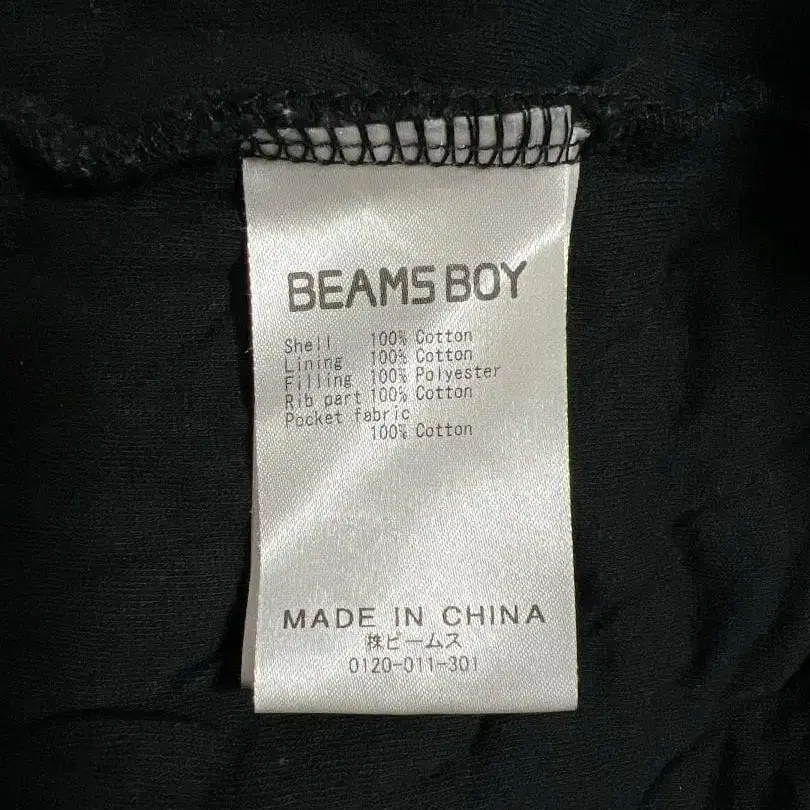 BEAMS BOY
Shell 100% Cotton
Lining 100% Cotton
Filling 100% Polyester
Rib part 100% Cotton
Pocket fabric
100% Cotton
MADE IN CHINA
㈱ビームス
0120-011-301